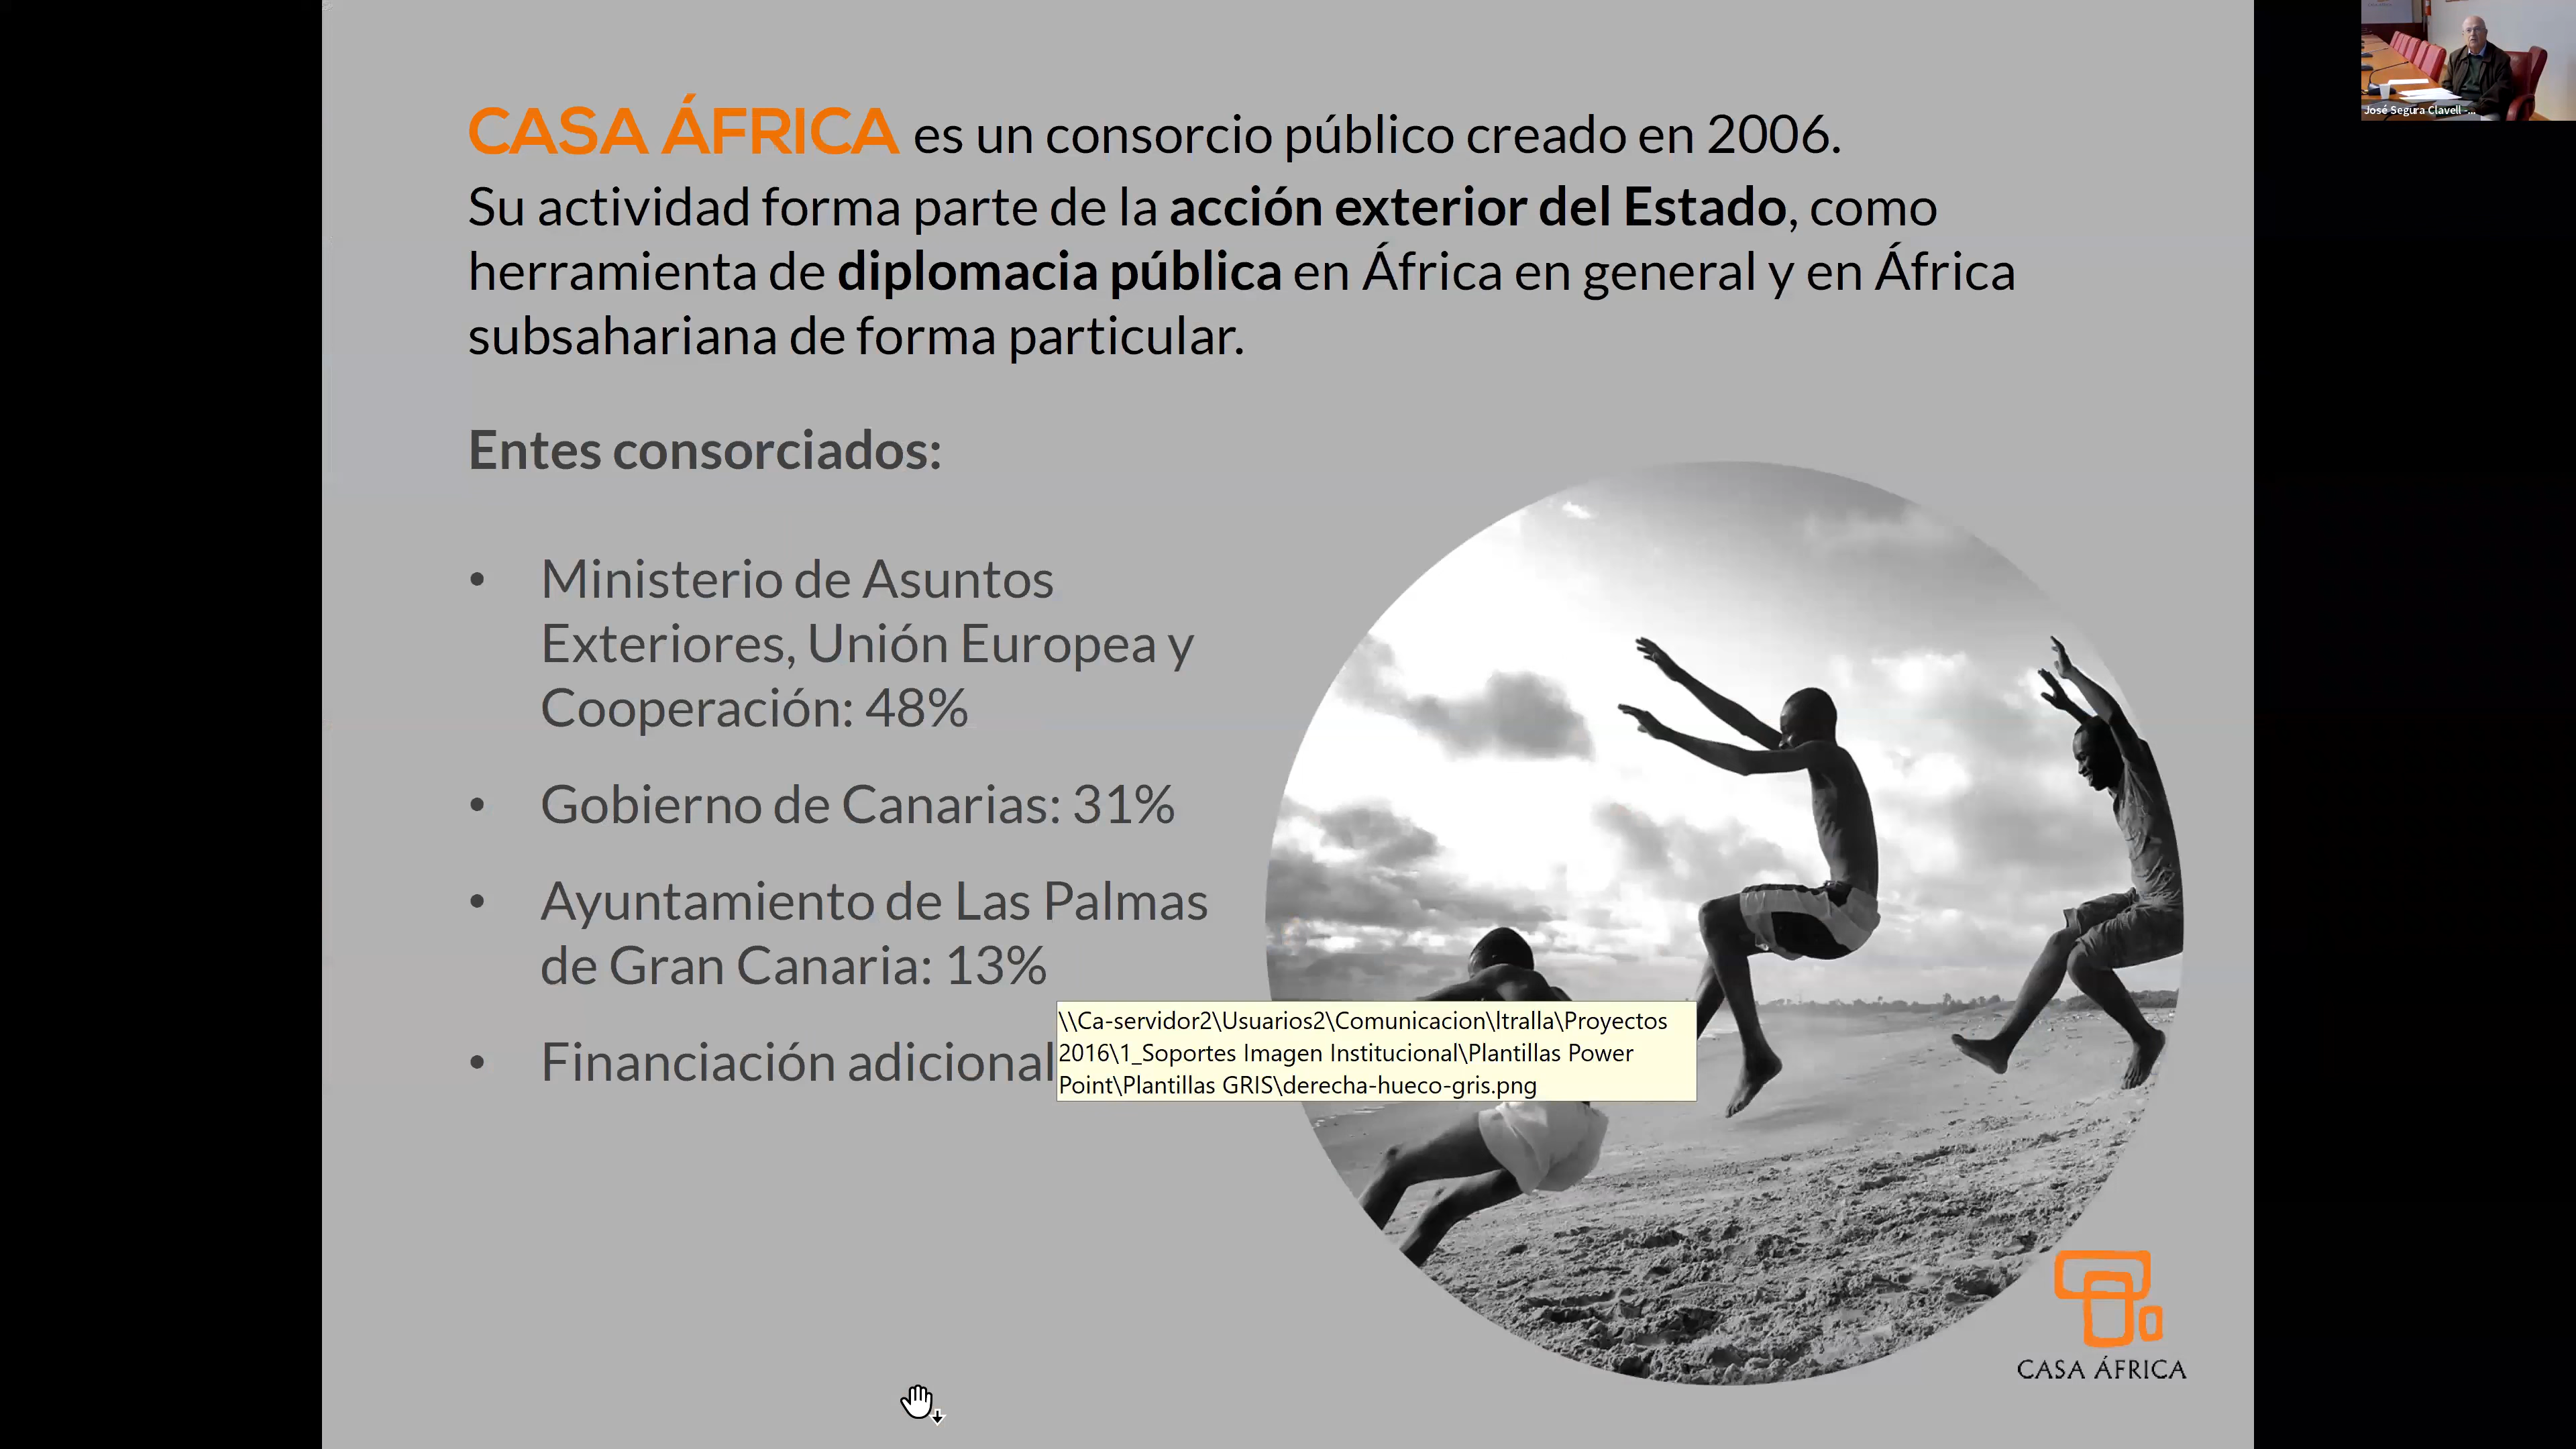 CASA ÁFRICA es un consorcio público creado en 2006.
Su actividad forma parte de la acción exterior del Estado, como
herramienta de diplomacia pública en África en general y en África
subsahariana de forma particular.
Entes consorciados:
• Ministerio de Asuntos
Exteriores, Unión Europea y
Cooperación: 48%
• Gobierno de Canarias: 31%
• Ayuntamiento de Las Palmas
de Gran Canaria: 13%
• Financiación adicional
\\Ca-servidor2\Usuarios2\Comunicacion\ltralla\Proyectos
2016\1_Soportes Imagen Institucional\Plantillas Power
Point\Plantillas GRIS\derecha-hueco-gris.png
CASA ÁFRICA
José Segura Clavell -...